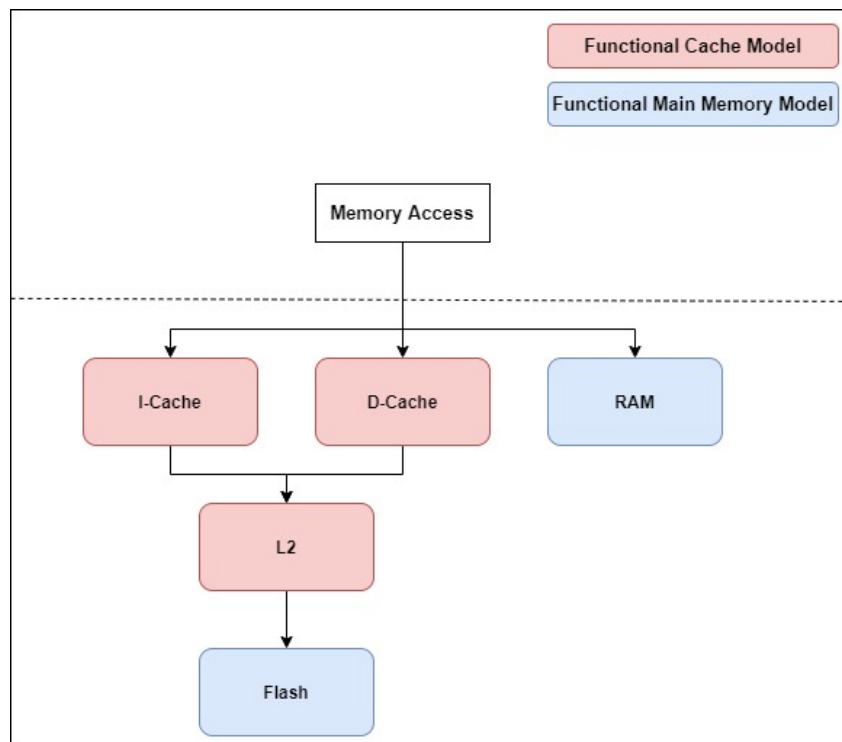 Functional Cache Model
Functional Main Memory Model
Memory Access
I-Cache
D-Cache
RAM
L2
Flash